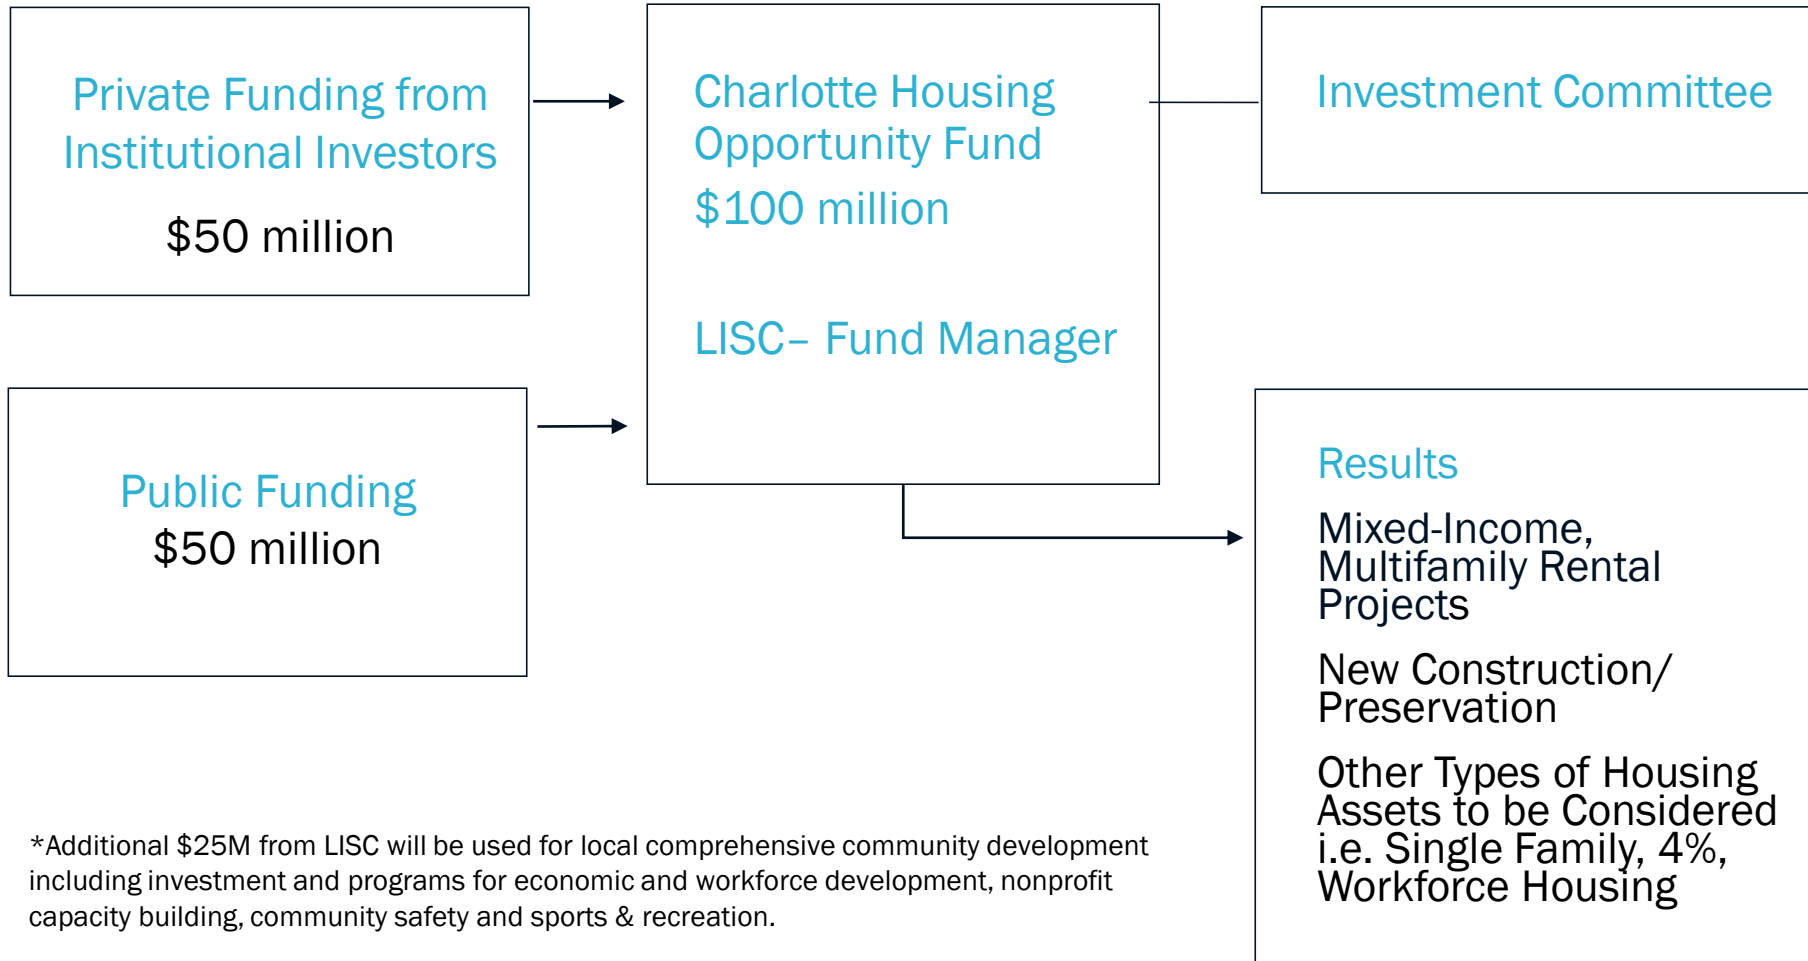 Private Funding from
Institutional Investors
$50 million
Charlotte Housing
Opportunity Fund
$100 million
LISC– Fund Manager
Investment Committee
Public Funding
$50 million
Results
Mixed-Income,
Multifamily Rental
Projects
New Construction/
Preservation
Other Types of Housing
Assets to be Considered
i.e. Single Family, 4%,
Workforce Housing
*Additional $25M from LISC will be used for local comprehensive community development
including investment and programs for economic and workforce development, nonprofit
capacity building, community safety and sports & recreation.